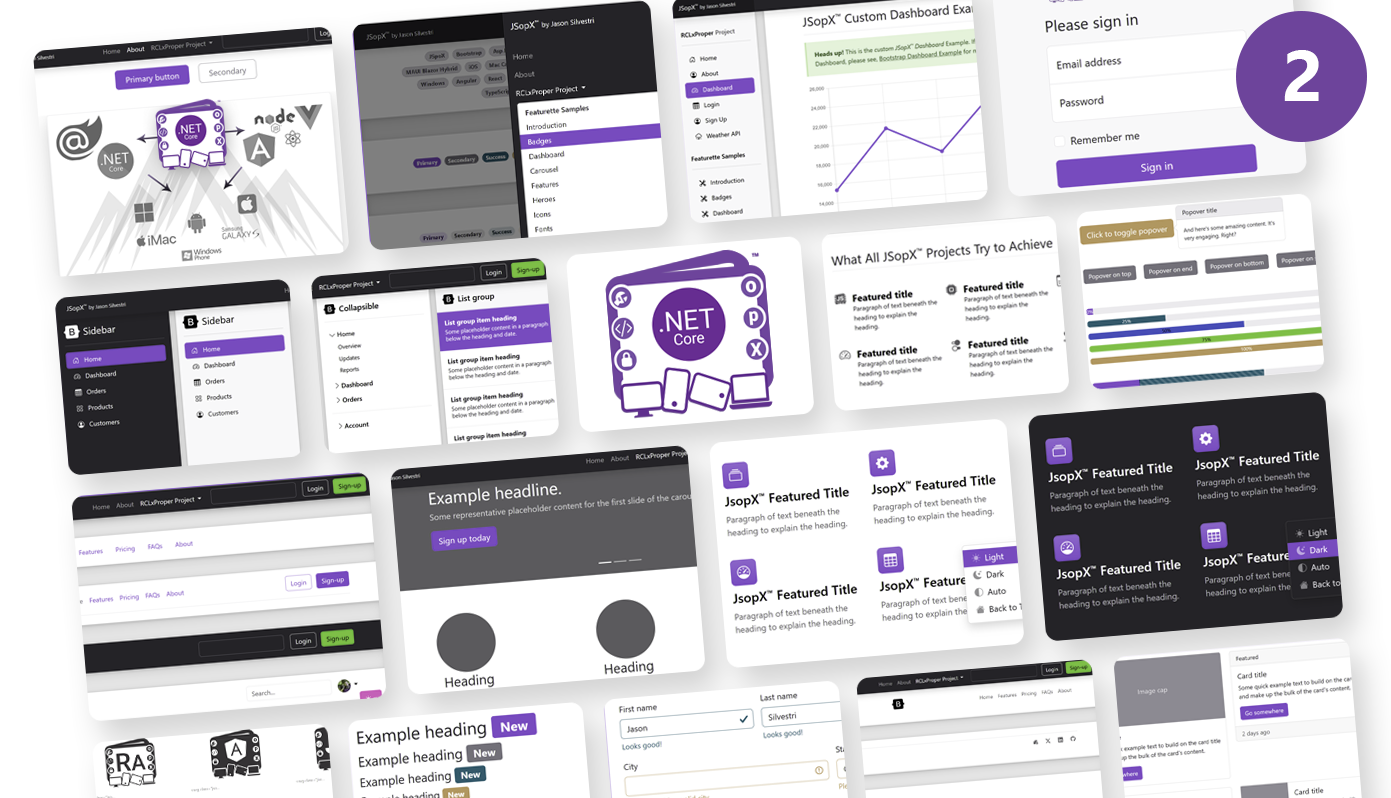 Silvestri
Home About RCLxProper Project
Primary button
Secondary
.NET
Core
node
JS
.NET
Core
iMac
Windows
Phone
Samsung
GALAXY S
JSopX™ by Jason Silvestri
JSopX™ by Jason Silvestri
Home
About
RCLxProper Project
Featurette Samples
Introduction
Badges
Dashboard
Carousel
Features
Heroes
Icons
Fonts
JSopX Bootstrap
MAUI Blazor Hybrid iOS
Windows Angular React
Primary Secondary Success
Primary Secondary Success
RCLxProper Project
Home
About
Dashboard
Login
Sign Up
Weather API
Featurette Samples
Introduction
Badges
Dashboard
JSopX™ Custom Dashboard
Heads up! This is the custom JSopX™ Dashboard Example.
Dashboard, please see, Bootstrap Dashboard Example for
26,000
24,000
22,000
20,000
18,000
16,000
14,000
Please sign in
Email address
Password
Remember me
Sign in
2
JSopX™ by Jason Silvestri
Sidebar
Home
Dashboard
Orders
Products
Customers
Sidebar
Home
Dashboard
Orders
Products
Customers
RCLxProper Project
Login
Sign-up
Collapsible
Home
Overview
Updates
Reports
Dashboard
Orders
Account
List group
List group item heading
Some placeholder content in a paragraph
below the heading and date.
List group item heading
Some placeholder content in a paragraph
below the heading and date.
List group item heading
Some placeholder content in a paragraph
below the heading and date.
List group item heading
™
.NET
Core
O
P
X
What All JSopX™ Projects Try to Achieve
Featured title
Paragraph of text beneath the
heading to explain the
heading.
Featured title
Paragraph of text beneath the
heading to explain the
heading.
Featured title
Paragraph of text beneath the
heading to explain the
heading.
Featured title
Paragraph of text beneath the
heading to explain the
heading.
Click to toggle popover
Popover title
And here's some amazing content. It's
very engaging. Right?
Popover on top
Popover on end
Popover on bottom
Popover on
25%
50%
75%
100%
Home About RCLxProper Project
Login
Sign-up
Features Pricing FAQs About
Login
Sign-up
Features Pricing FAQs About
Login
Sign-up
Search...
Jason Silvestri
Home About RCLxProper
Example headline.
Some representative placeholder content for the first slide of the
Sign up today
Heading
Heading
JsopX™ Featured Title
Paragraph of text beneath the
heading to explain the heading.
JsopX™ Featured Title
Paragraph of text beneath the
heading to explain the heading.
JsopX™ Featured Title
Paragraph of text beneath the
heading to explain the heading.
JsopX™
Paragraph of text
heading to explain
Light
Dark
Auto
Back to
JsopX™ Featured Title
Paragraph of text beneath the
heading to explain the heading.
JsopX™ Featured Title
Paragraph of text beneath the
heading to explain the heading.
JsopX™ Featured Title
Paragraph of text beneath the
heading to explain the heading.
JsopX™
Paragraph of text
heading to explain the
Light
Dark
Auto
Back to
RA
A
Example heading New
Example heading New
Example heading New
Example heading New
First name
Jason
Looks good!
Last name
Silvestri
Looks good!
City
Home About RCLxProper Project
Login
Sign-up
Home Features Pricing FAQs About
Image cap
example text to build on the card title
up the bulk of the card's content.
Featured
Card title
Some quick example text to build on the
and make up the bulk of the card's content.
Go somewhere
2 days ago
Card title